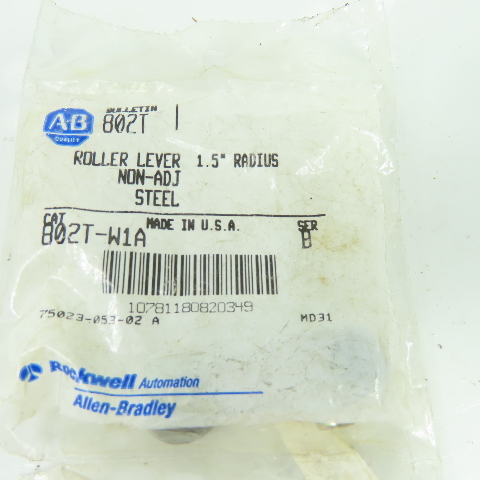 BULLETIN
AB 802T
QUALITY
ROLLER LEVER 1.5" RADIUS
NON-ADJ
STEEL
CAT MADE IN U.S.A. SER
802T-W1A B
10781180820349
75023-053-02 A MD31
Rockwell Automation
Allen-Bradley